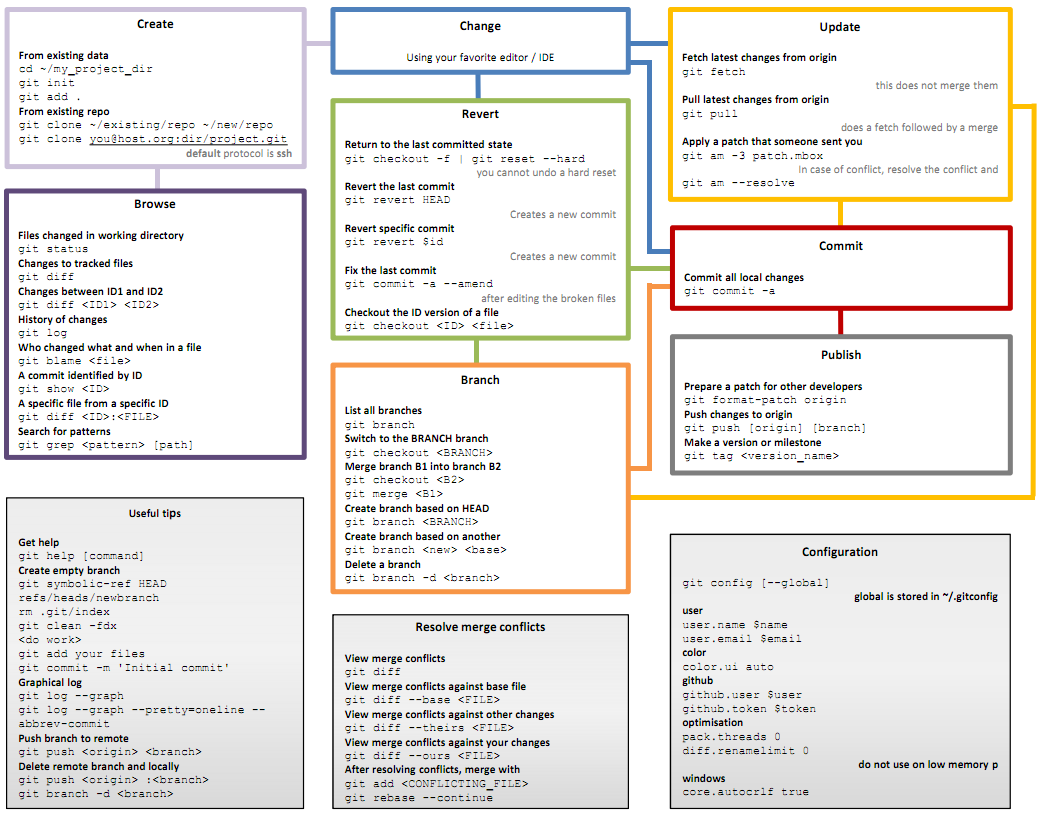 Create
From existing data
cd ~/my_project_dir
git init
git add .
From existing repo
git clone ~/existing/repo ~/new/repo
git clone you@host.org:dir/project.git
default protocol is ssh
Browse
Files changed in working directory
git status
Changes to tracked files
git diff
Changes between ID1 and ID2
git diff <ID1> <ID2>
History of changes
git log
Who changed what and when in a file
git blame <file>
A commit identified by ID
git show <ID>
A specific file from a specific ID
git diff <ID>:<FILE>
Search for patterns
git grep <pattern> [path]
Useful tips
Get help
git help [command]
Create empty branch
git symbolic-ref HEAD
refs/heads/newbranch
rm .git/index
git clean -fdx
<do work>
git add your files
git commit -m 'Initial commit'
Graphical log
git log --graph
git log --graph --pretty=oneline --
abbrev-commit
Push branch to remote
git push <origin> <branch>
Delete remote branch and locally
git push <origin> :<branch>
git branch -d <branch>
Change
Using your favorite editor / IDE
Revert
Return to the last committed state
git checkout -f | git reset --hard
you cannot undo a hard reset
Revert the last commit
git revert HEAD
Creates a new commit
Revert specific commit
git revert $id
Creates a new commit
Fix the last commit
git commit -a --amend
after editing the broken files
Checkout the ID version of a file
git checkout <ID> <file>
Branch
List all branches
git branch
Switch to the BRANCH branch
git checkout <BRANCH>
Merge branch B1 into branch B2
git checkout <B2>
git merge <B1>
Create branch based on HEAD
git branch <BRANCH>
Create branch based on another
git branch <new> <base>
Delete a branch
git branch -d <branch>
Resolve merge conflicts
View merge conflicts
git diff
View merge conflicts against base file
git diff --base <FILE>
View merge conflicts against other changes
git diff --theirs <FILE>
View merge conflicts against your changes
git diff --ours <FILE>
After resolving conflicts, merge with
git add <CONFLICTING_FILE>
git rebase --continue
Update
Fetch latest changes from origin
git fetch
this does not merge them
Pull latest changes from origin
git pull
does a fetch followed by a merge
Apply a patch that someone sent you
git am -3 patch.mbox
In case of conflict, resolve the conflict and
git am --resolve
Commit
Commit all local changes
git commit -a
Publish
Prepare a patch for other developers
git format-patch origin
Push changes to origin
git push [origin] [branch]
Make a version or milestone
git tag <version_name>
Configuration
git config [--global]
global is stored in ~/.gitconfig
user
user.name $name
user.email $email
color
color.ui auto
github
github.user $user
github.token $token
optimisation
pack.threads 0
diff.renamelimit 0
do not use on low memory p
windows
core.autocrlf true